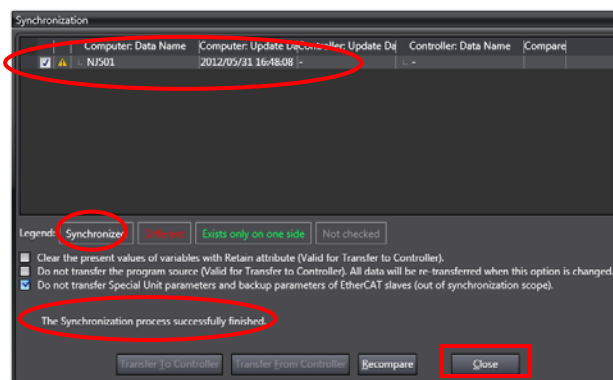 Synchronization
Computer: Data Name Computer: Update Da Controller: Update Da Controller: Data Name Compare
NJ501 2012/05/31 16:48:08 - -
Legend: Synchronized Different Exists only on one side Not checked
Clear the present values of variables with Retain attribute (Valid for Transfer to Controller).
Do not transfer the program source (Valid for Transfer to Controller). All data will be re-transferred when this option is changed.
Do not transfer Special Unit parameters and backup parameters of EtherCAT slaves (out of synchronization scope).
The Synchronization process successfully finished.
Transfer To Controller Transfer From Controller Recompare Close